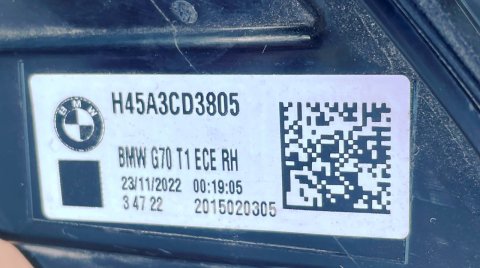 BMW
H45A3CD3805
BMW G70 T1 ECE RH
23/11/2022 00:19:05
3 47 22 2015020305